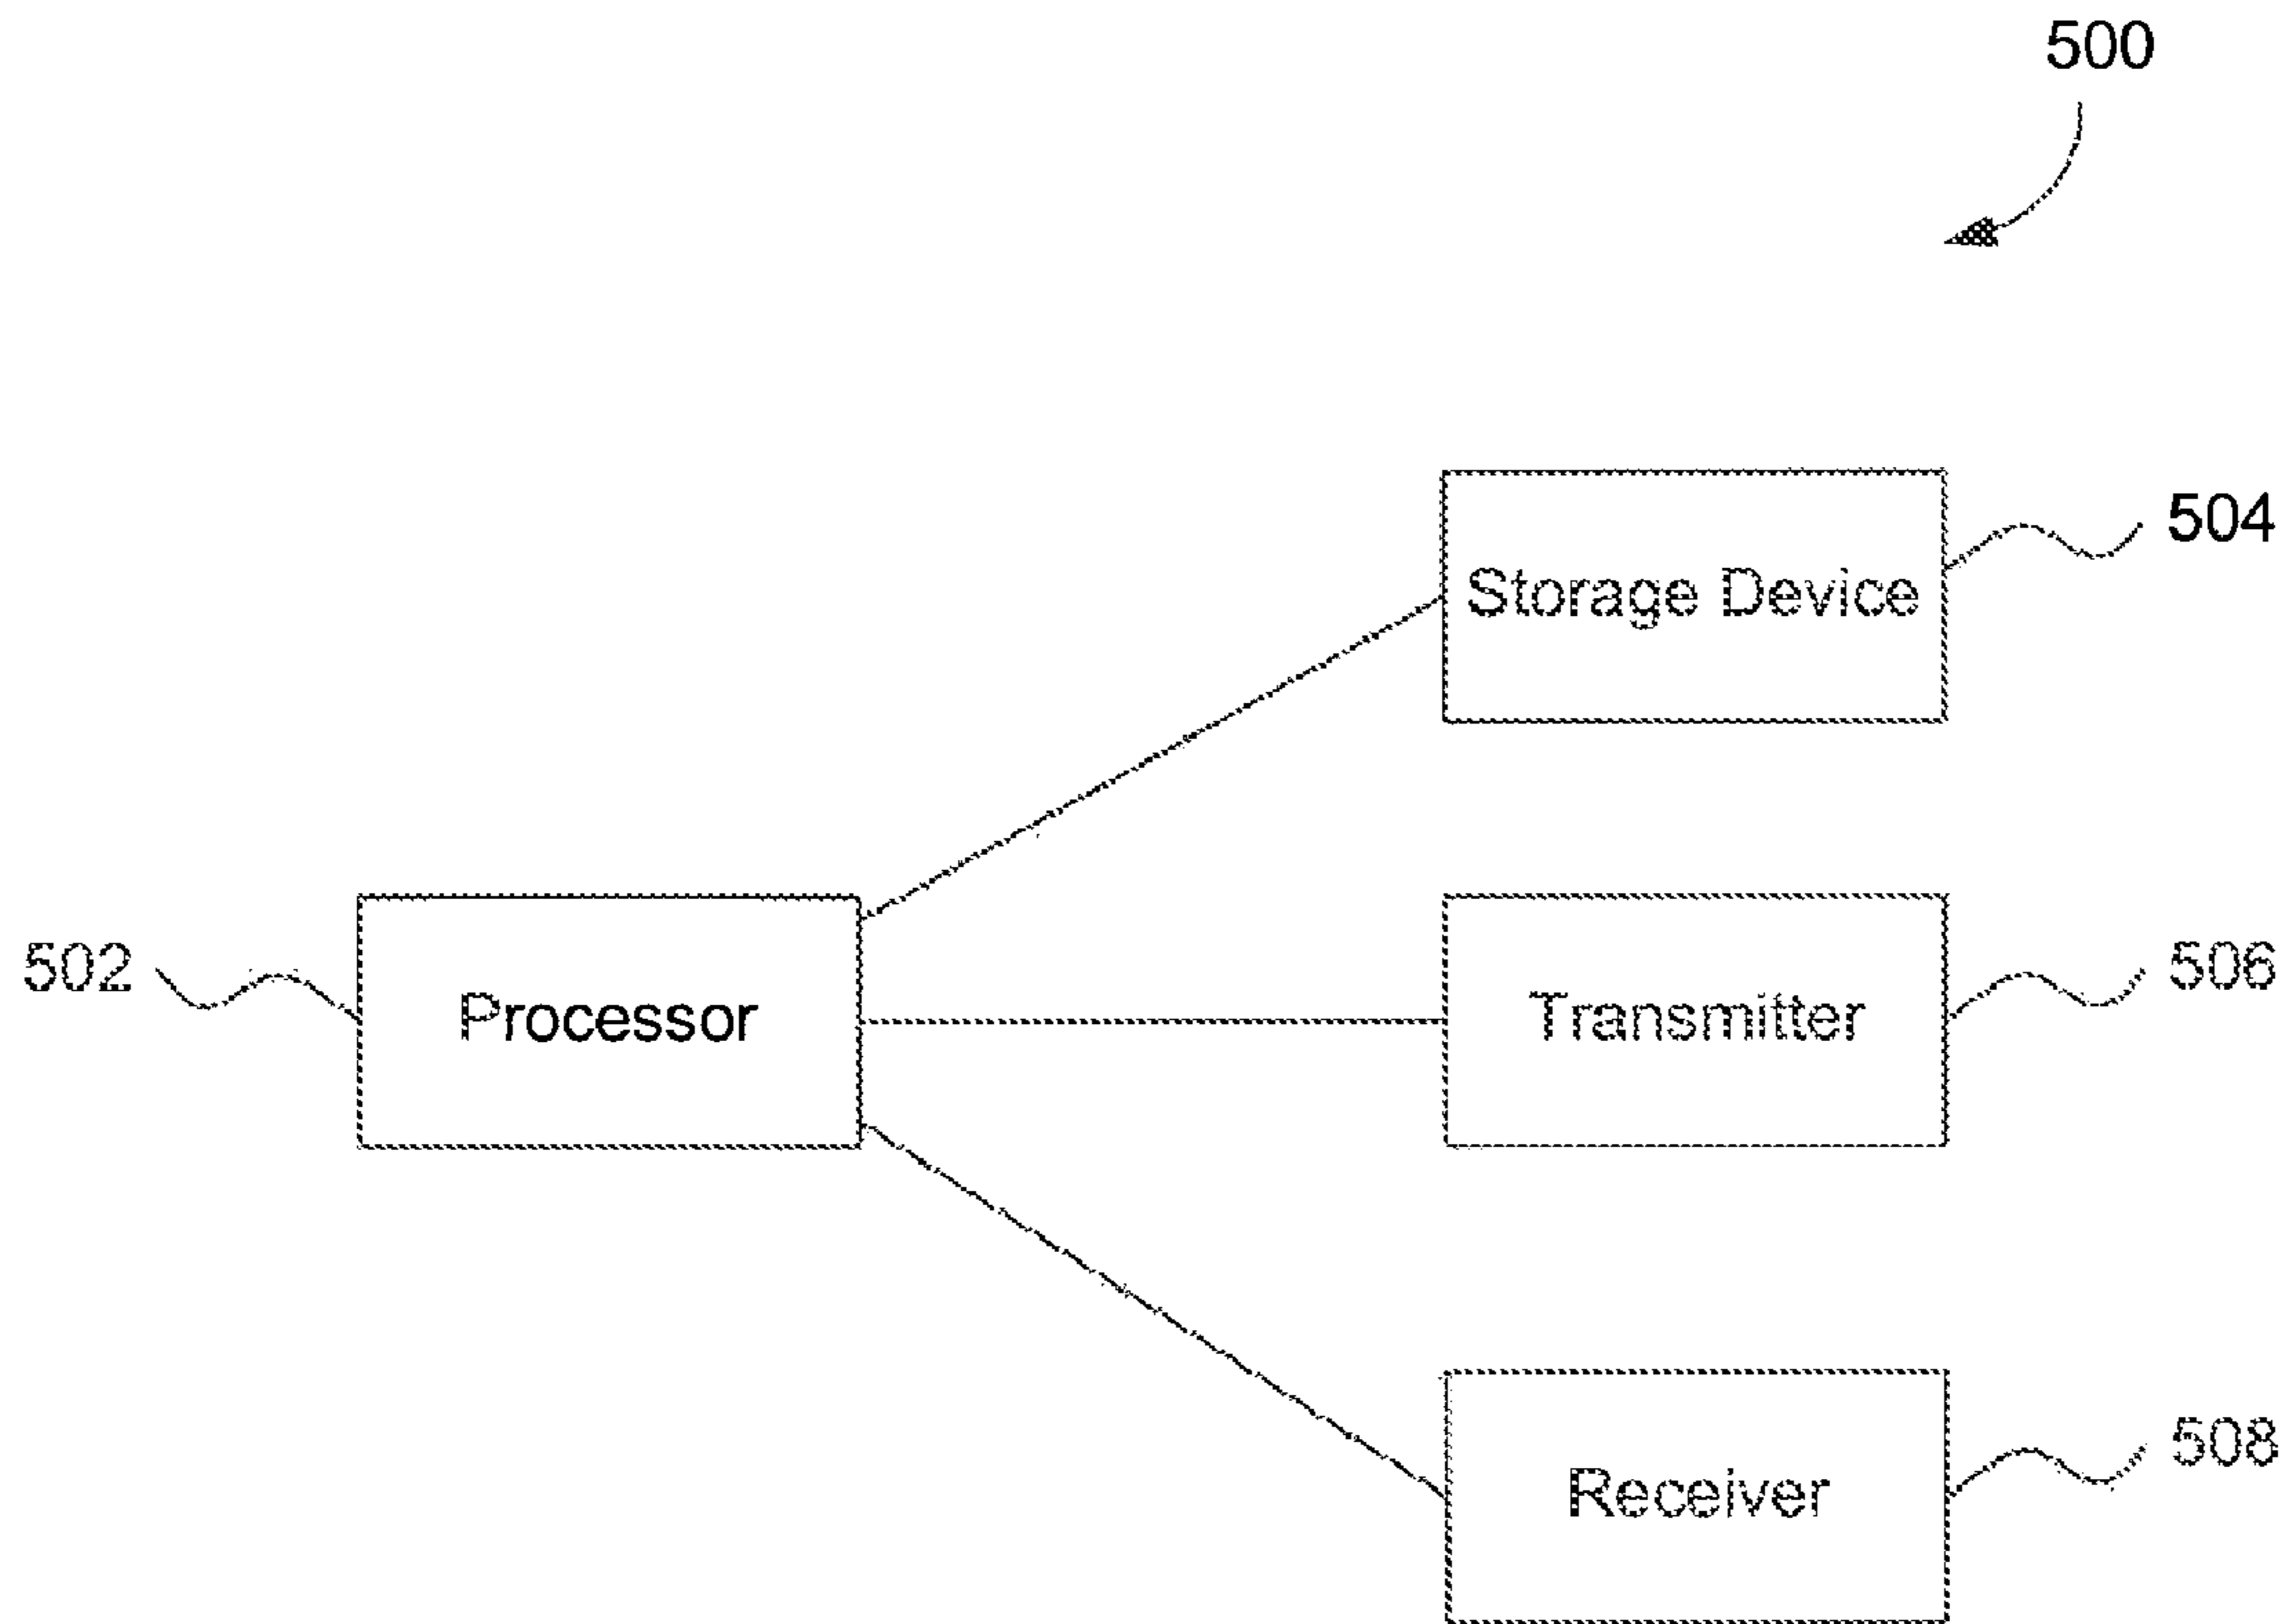 500
Storage Device
504
502
Processor
Transmitter
506
Receiver
508